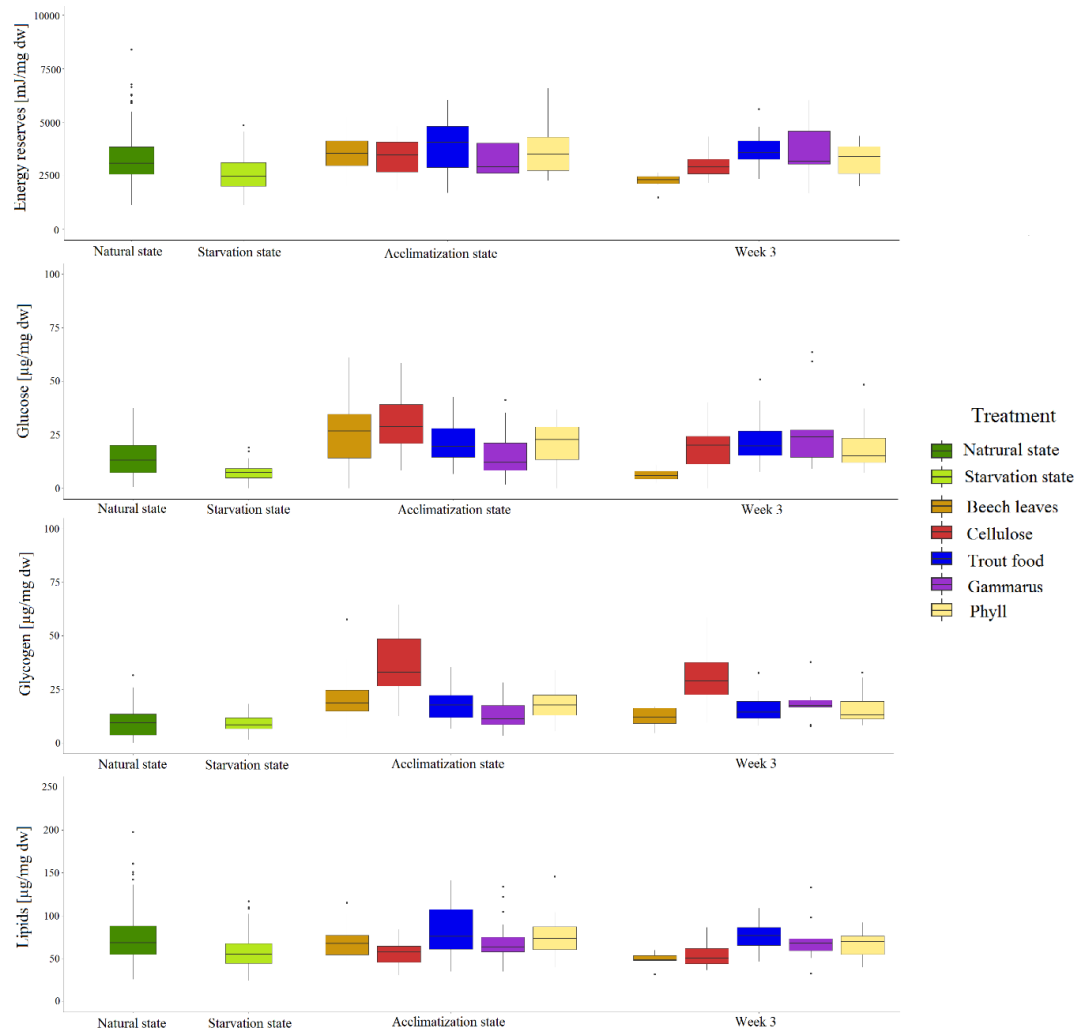 Energy reserves [mJ/mg dw]
10000
7500
5000
2500
0
Natural state Starvation state Acclimatization state Week 3
Glucose [µg/mg dw]
100
75
50
25
0
Natural state Starvation state Acclimatization state Week 3
Glycogen [µg/mg dw]
100
75
50
25
0
Natural state Starvation state Acclimatization state Week 3
Lipids [µg/mg dw]
250
200
150
100
50
0
Natural state Starvation state Acclimatization state Week 3
Treatment
Natrural state
Starvation state
Beech leaves
Cellulose
Trout food
Gammarus
Phyll